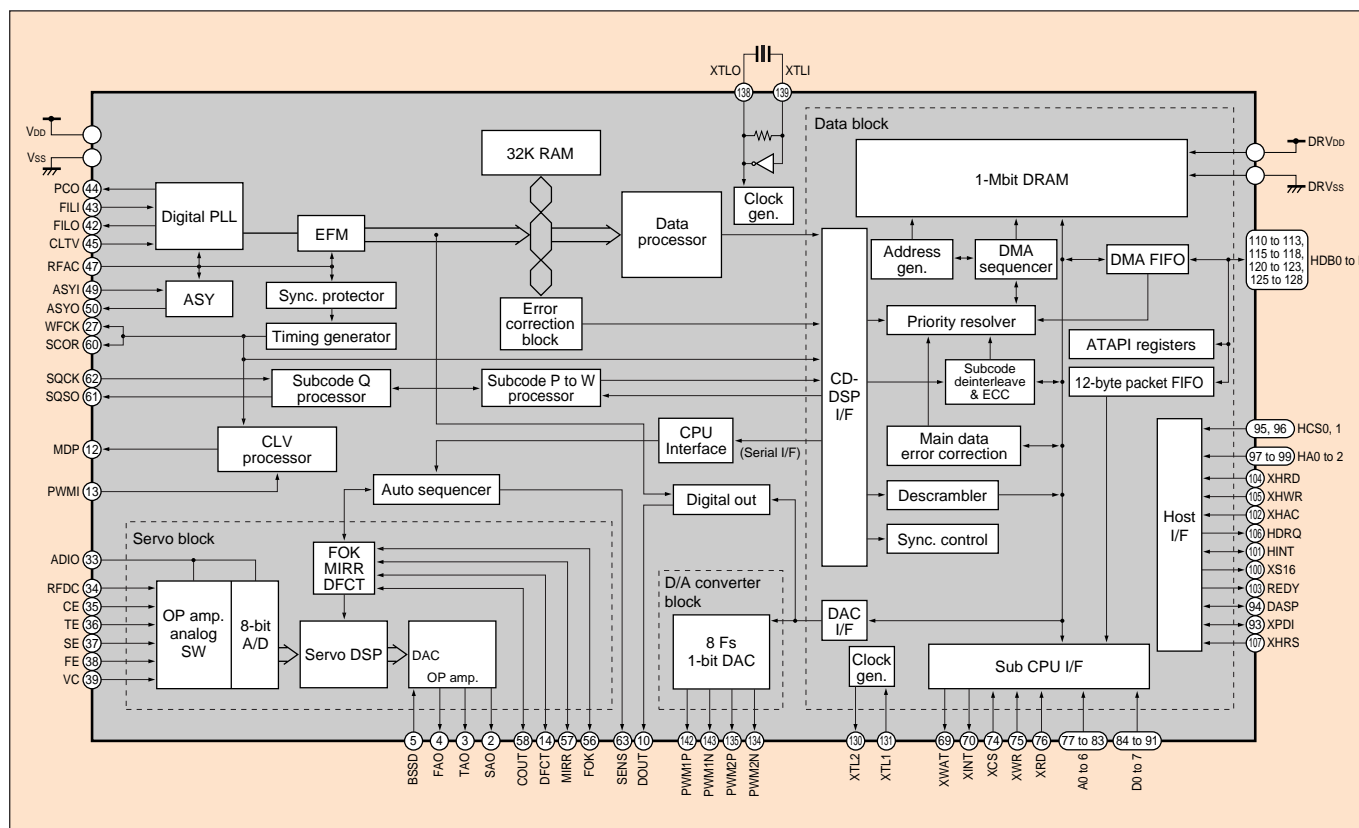 XTLO
XTLI
138
139
VDD
VSS
PCO 44
FILI 43
FILO 42
CLTV 45
RFAC 47
ASYI 49
ASYO 50
WFCK 27
SCOR 60
SQCK 62
SQSO 61
MDP 12
PWMI 13
ADIO 33
RFDC 34
CE 35
TE 36
SE 37
FE 38
VC 39
Digital PLL
EFM
ASY
Sync. protector
Timing generator
32K RAM
Error
correction
block
Data
processor
Clock
gen.
Subcode Q
processor
Subcode P to W
processor
CLV
processor
CPU
Interface
(Serial I/F)
Auto sequencer
Digital out
Servo block
FOK
MIRR
DFCT
OP amp.
analog
SW
8-bit
A/D
Servo DSP
DAC
OP amp.
D/A converter
block
8 Fs
1-bit DAC
Data block
1-Mbit DRAM
Address
gen.
DMA
sequencer
DMA FIFO
Priority resolver
ATAPI registers
CD-
DSP
I/F
Subcode
deinterleave
& ECC
12-byte packet FIFO
Main data
error correction
Descrambler
Sync. control
Host
I/F
DAC
I/F
Clock
gen.
Sub CPU I/F
DRVDD
DRVSS
110 to 113,
115 to 118,
120 to 123,
125 to 128
HDB0 to
95, 96 HCS0, 1
97 to 99 HA0 to 2
104 XHRD
105 XHWR
102 XHAC
106 HDRQ
101 HINT
100 XS16
103 REDY
94 DASP
93 XPDI
107 XHRS
5
4
3
2
58
14
57
56
63
10
142
143
135
134
130
131
69
70
74
75
76
77 to 83
84 to 91
BSSD
FAO
TAO
SAO
COUT
DFCT
MIRR
FOK
SENS
DOUT
PWM1P
PWM1N
PWM2P
PWM2N
XTL2
XTL1
XWAT
XINT
XCS
XWR
XRD
A0 to 6
D0 to 7